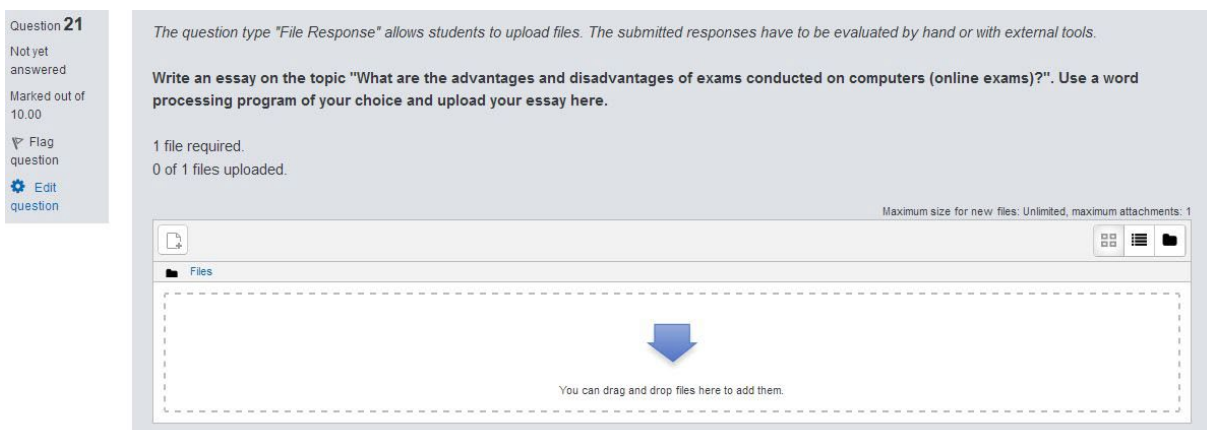 Question 21
Not yet
answered
Marked out of
10.00
Flag
question
Edit
question
The question type "File Response" allows students to upload files. The submitted responses have to be evaluated by hand or with external tools.
Write an essay on the topic "What are the advantages and disadvantages of exams conducted on computers (online exams)?". Use a word
processing program of your choice and upload your essay here.
1 file required.
0 of 1 files uploaded.
Maximum size for new files: Unlimited, maximum attachments: 1
Files
You can drag and drop files here to add them.